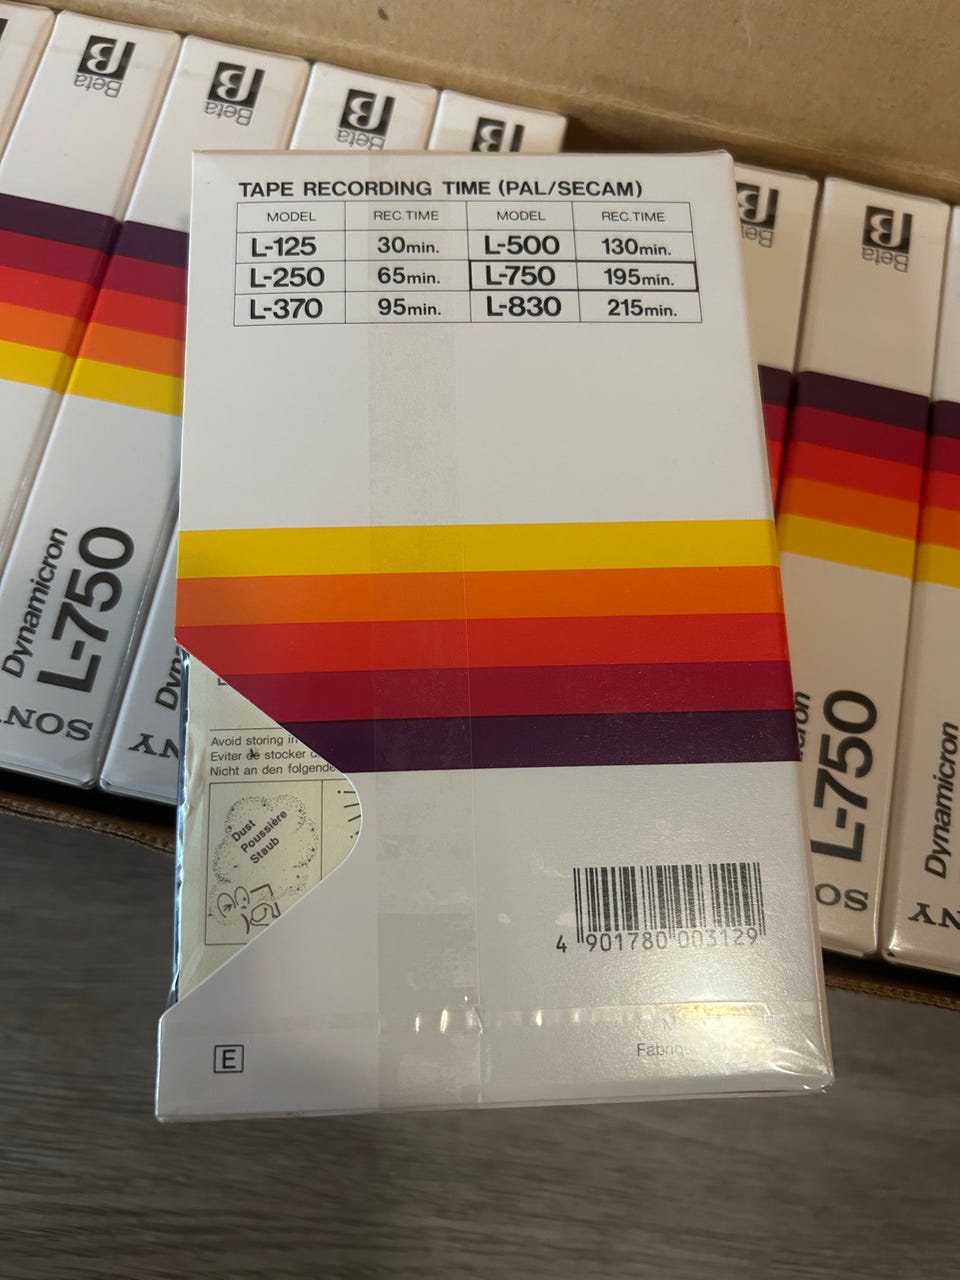 Beta
Beta
Beta
Beta
Beta
TAPE RECORDING TIME (PAL/SECAM)
MODEL REC.TIME MODEL REC.TIME
L-125 30min. L-500 130min.
L-250 65min. L-750 195min.
L-370 95min. L-830 215min.
Dynamicron
L-750
SONY
Avoid storing in
Eviter de stocker
Nicht an den folgende
Dust
Poussière
Staub
4 901780 003129
E
L-750
Dynamicron